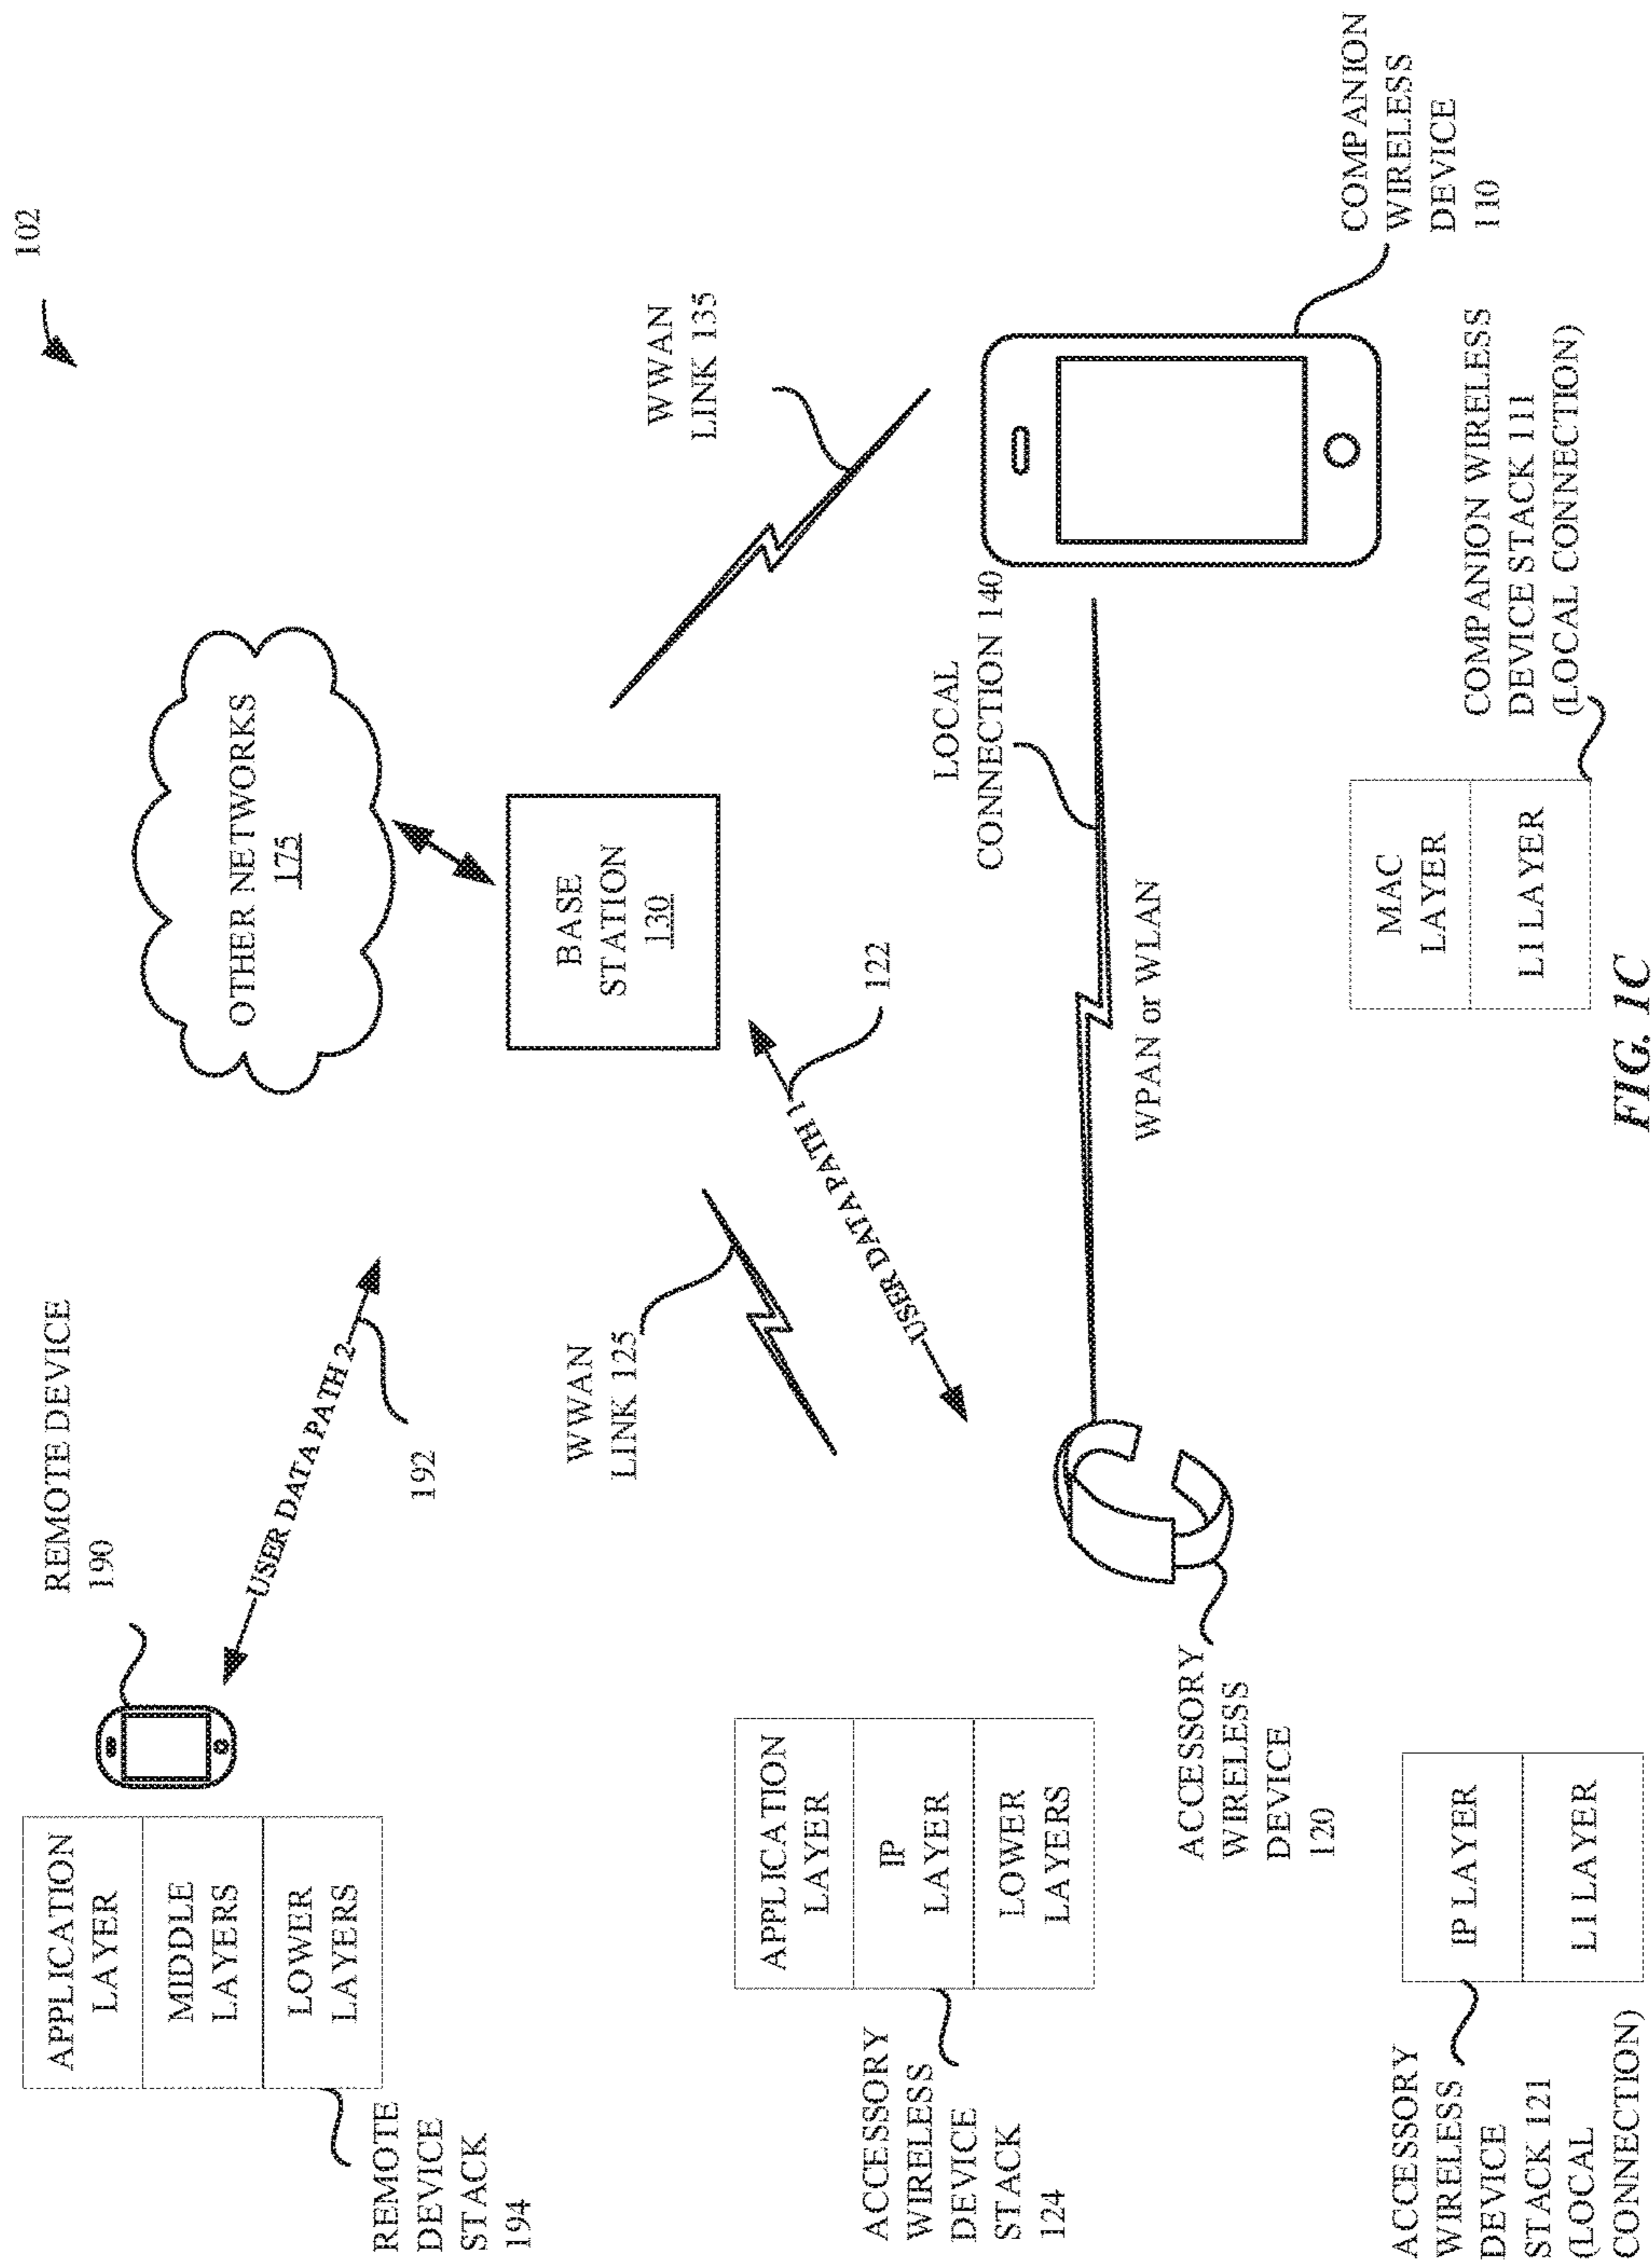 102
OTHER NETWORKS
175
REMOTE DEVICE
190
APPLICATION
LAYER
MIDDLE
LAYERS
LOWER
LAYERS
REMOTE
DEVICE
STACK
194
USER DATA PATH 2
192
BASE
STATION
130
WWAN
LINK 135
WWAN
LINK 125
USER DATA PATH 1
122
LOCAL
CONNECTION 140
WPAN or WLAN
COMPANION
WIRELESS
DEVICE
110
APPLICATION
LAYER
IP
LAYER
LOWER
LAYERS
ACCESSORY
WIRELESS
DEVICE
STACK
124
ACCESSORY
WIRELESS
DEVICE
120
ACCESSORY
WIRELESS
DEVICE
STACK 121
(LOCAL
CONNECTION)
IP LAYER
L1 LAYER
MAC
LAYER
L1 LAYER
COMPANION WIRELESS
DEVICE STACK 111
(LOCAL CONNECTION)
FIG. 1C